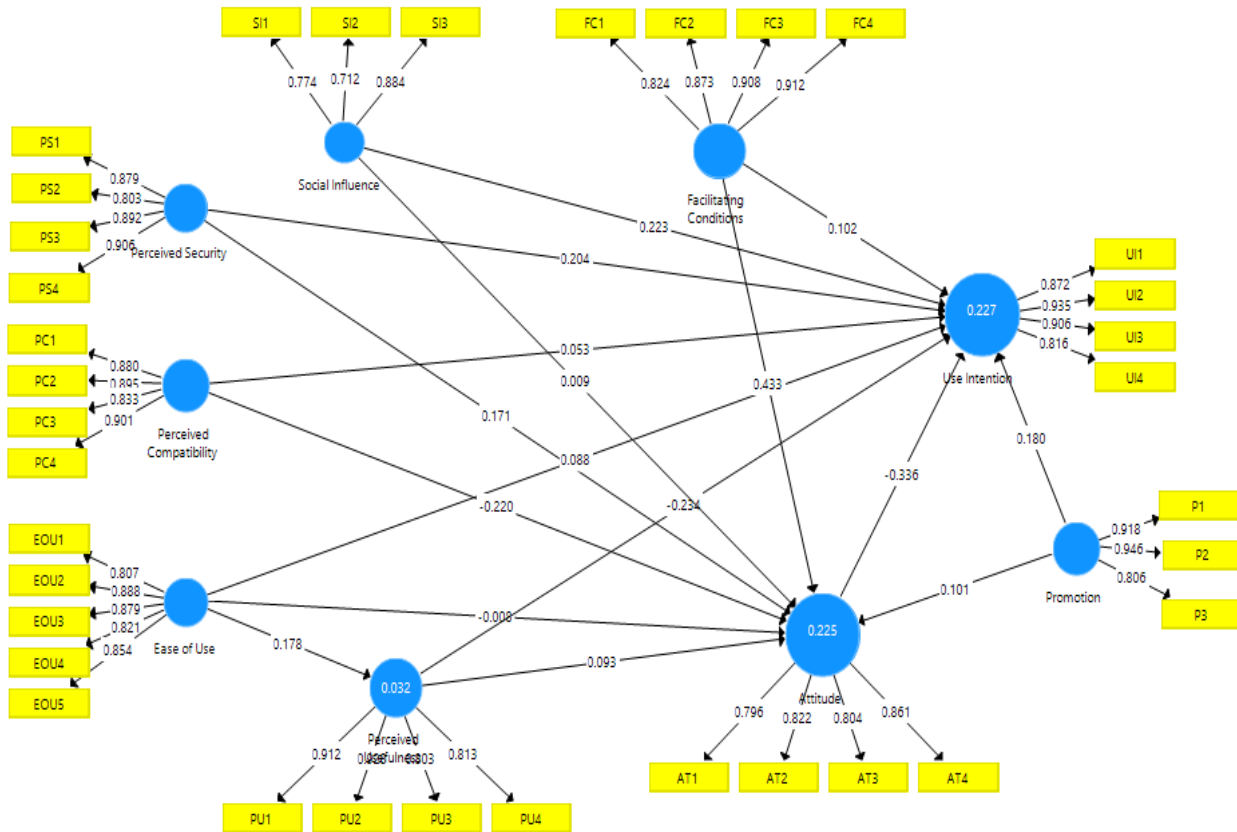 SI1
SI2
SI3
FC1
FC2
FC3
FC4
0.774
0.712
0.884
0.824
0.873
0.908
0.912
PS1
PS2
PS3
PS4
0.879
0.803
0.892
0.906
Perceived Security
Social Influence
Facilitating
Conditions
0.223
0.102
0.204
UI1
UI2
UI3
UI4
0.872
0.935
0.906
0.816
0.227
Use Intention
PC1
PC2
PC3
PC4
0.880
0.895
0.833
0.901
Perceived
Compatibility
0.053
0.009
0.433
0.171
0.088
-0.220
-0.234
-0.336
0.180
P1
P2
P3
0.918
0.946
0.806
Promotion
0.101
EOU1
EOU2
EOU3
EOU4
EOU5
0.807
0.888
0.879
0.821
0.854
Ease of Use
-0.008
0.178
0.093
0.032
Perceived
Usefulness
0.225
Attitude
0.912
0.813
0.796
0.822
0.804
0.861
AT1
AT2
AT3
AT4
PU1
PU2
PU3
PU4